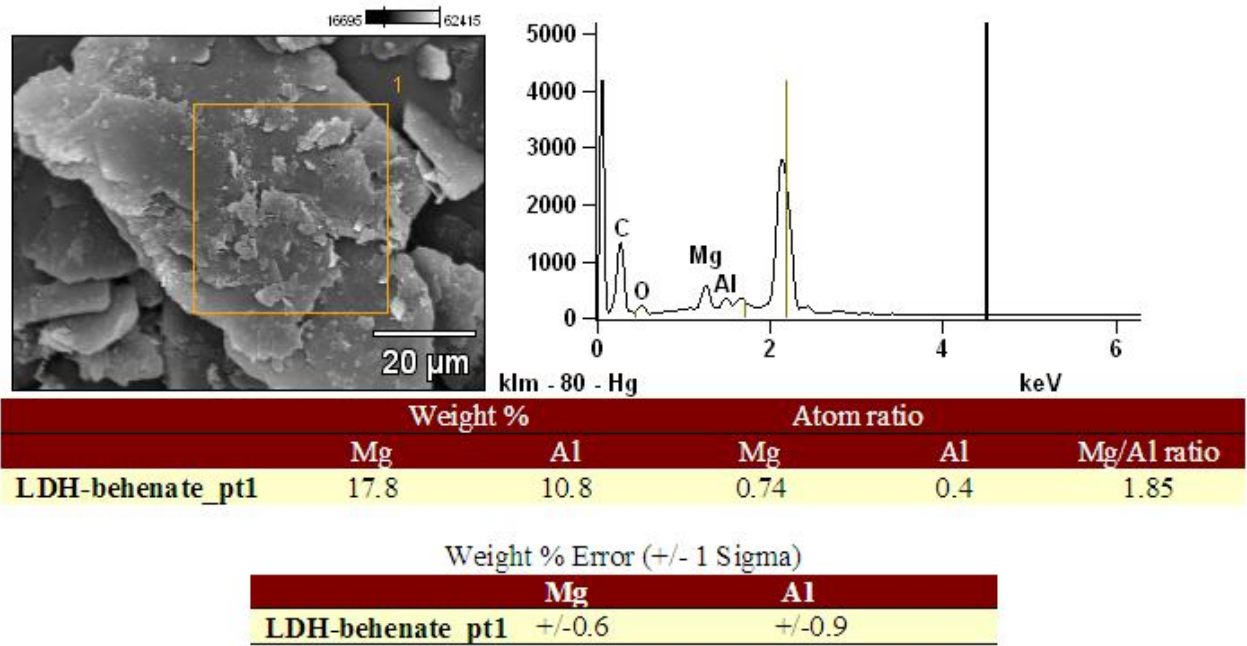 16695 62415
1
20 µm
5000
4000
3000
2000
1000
0
C
O
Mg
Al
0 2 4 6
klm - 80 - Hg keV
Weight % Atom ratio
Mg Al Mg Al Mg/Al ratio
LDH-behenate_pt1 17.8 10.8 0.74 0.4 1.85
Weight % Error (+/- 1 Sigma)
Mg Al
LDH-behenate_pt1 +/-0.6 +/-0.9